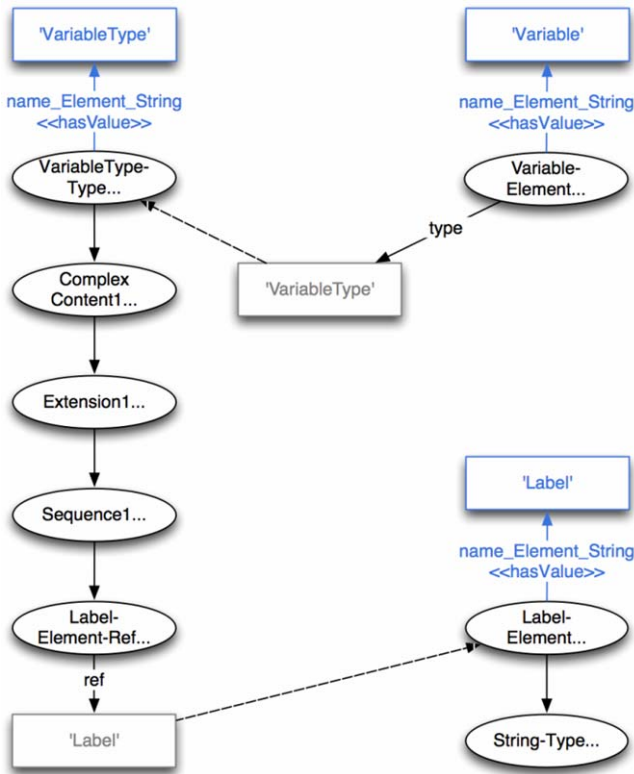 'VariableType'
'Variable'
name_Element_String
<<hasValue>>
name_Element_String
<<hasValue>>
VariableType-
Type...
Variable-
Element...
type
Complex
Content1...
'VariableType'
Extension1...
'Label'
Sequence1...
name_Element_String
<<hasValue>>
Label-
Element-Ref...
Label-
Element...
ref
'Label'
String-Type...